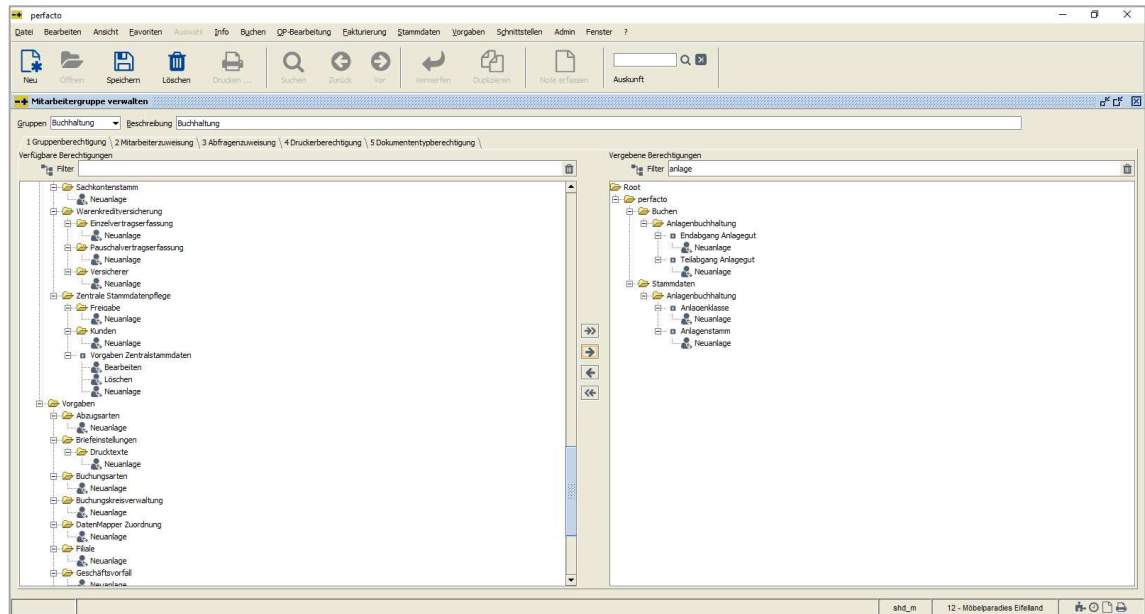 perfacto
Datei Bearbeiten Ansicht Favoriten Auswahl Info Buchen OP-Bearbeitung Fakturierung Stammdaten Vorgaben Schnittstellen Admin Fenster ?
Neu Öffnen Speichern Löschen Drucken ... Suchen Zurück Vor Verwerfen Duplizieren Note erfassen Auskunft
Mitarbeitergruppe verwalten
Gruppen Buchhaltung Beschreibung Buchhaltung
1 Gruppenberechtigung 2 Mitarbeiterzuweisung 3 Abfragenzuweisung 4 Druckerberechtigung 5 Dokumententypberechtigung
Verfügbare Berechtigungen
Filter
Sachkontenstamm
Neuanlage
Warenkreditversicherung
Einzelvertragserfassung
Neuanlage
Pauschalvertragserfassung
Neuanlage
Versicherer
Neuanlage
Zentrale Stammdatenpflege
Freigabe
Neuanlage
Kunden
Neuanlage
Vorgaben Zentralstammdaten
Bearbeiten
Löschen
Neuanlage
Vorgaben
Abzugsarten
Neuanlage
Briefeinstellungen
Drucktexte
Neuanlage
Buchungsarten
Neuanlage
Buchungskreisverwaltung
Neuanlage
DatenMapper Zuordnung
Neuanlage
Filiale
Neuanlage
Geschäftsvorfall
Neuanlage
Vergebene Berechtigungen
Filter anlage
Root
perfacto
Buchen
Anlagenbuchhaltung
Endabgang Anlagegut
Neuanlage
Teilabgang Anlagegut
Neuanlage
Stammdaten
Anlagenbuchhaltung
Anlagenklasse
Neuanlage
Anlagenstamm
Neuanlage
shd_m 12 - Möbelparadies Eifelland